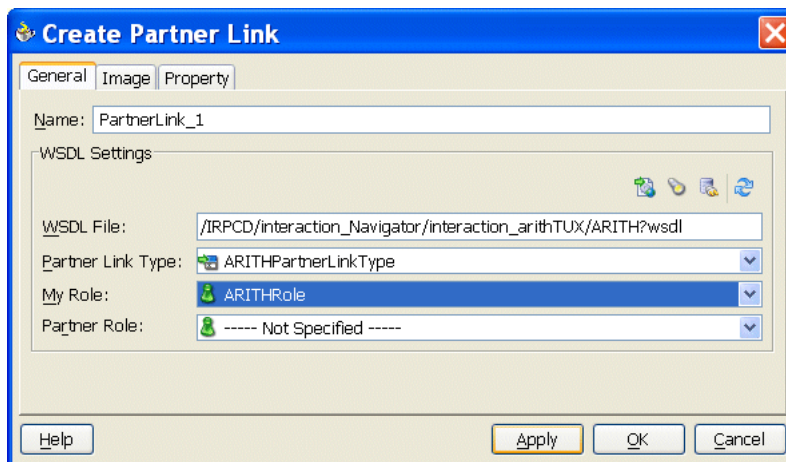 Create Partner Link
General Image Property
Name: PartnerLink_1
WSDL Settings
WSDL File: /IRPCD/interaction_Navigator/interaction_arithTUX/ARITH?wsdl
Partner Link Type: ARITHPartnerLinkType
My Role: ARITHRole
Partner Role: ----- Not Specified -----
Help Apply OK Cancel